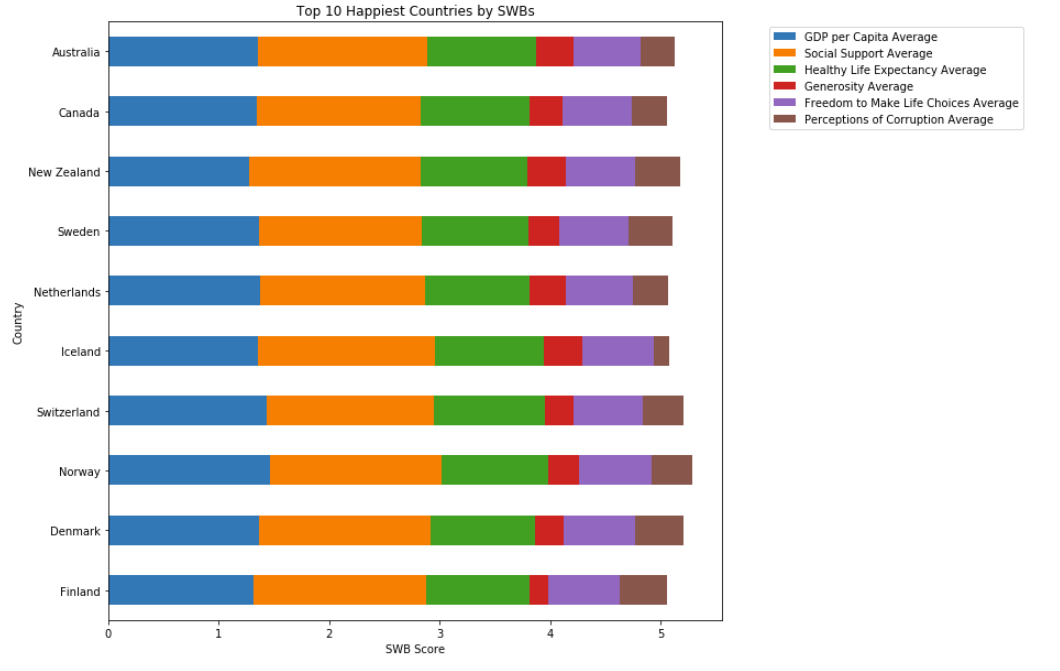 Top 10 Happiest Countries by SWBs
GDP per Capita Average
Social Support Average
Healthy Life Expectancy Average
Generosity Average
Freedom to Make Life Choices Average
Perceptions of Corruption Average
Country
Australia
Canada
New Zealand
Sweden
Netherlands
Iceland
Switzerland
Norway
Denmark
Finland
0 1 2 3 4 5
SWB Score